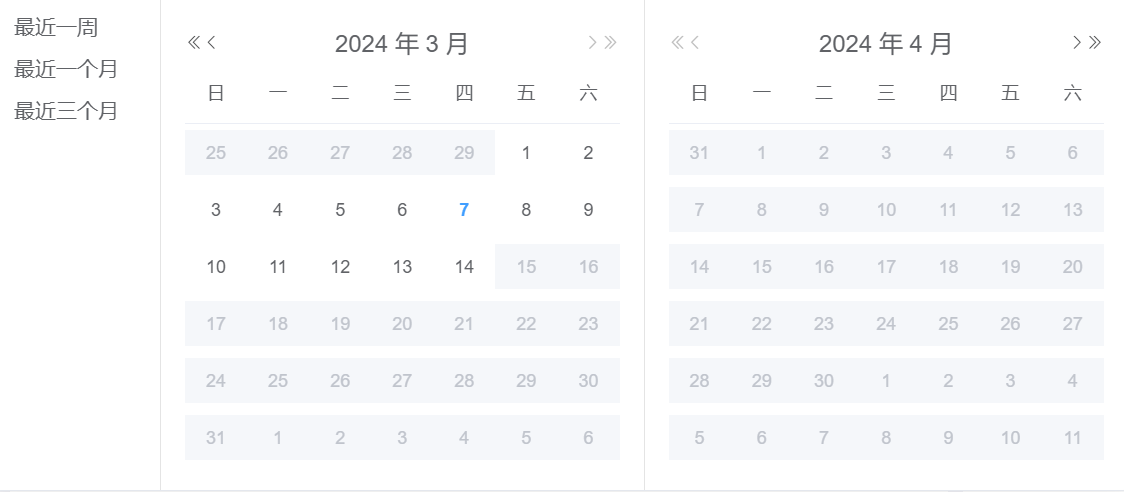 最近一周
最近一个月
最近三个月
2024 年 3 月
日 一 二 三 四 五 六
25 26 27 28 29 1 2
3 4 5 6 7 8 9
10 11 12 13 14 15 16
17 18 19 20 21 22 23
24 25 26 27 28 29 30
31 1 2 3 4 5 6
2024 年 4 月
日 一 二 三 四 五 六
31 1 2 3 4 5 6
7 8 9 10 11 12 13
14 15 16 17 18 19 20
21 22 23 24 25 26 27
28 29 30 1 2 3 4
5 6 7 8 9 10 11